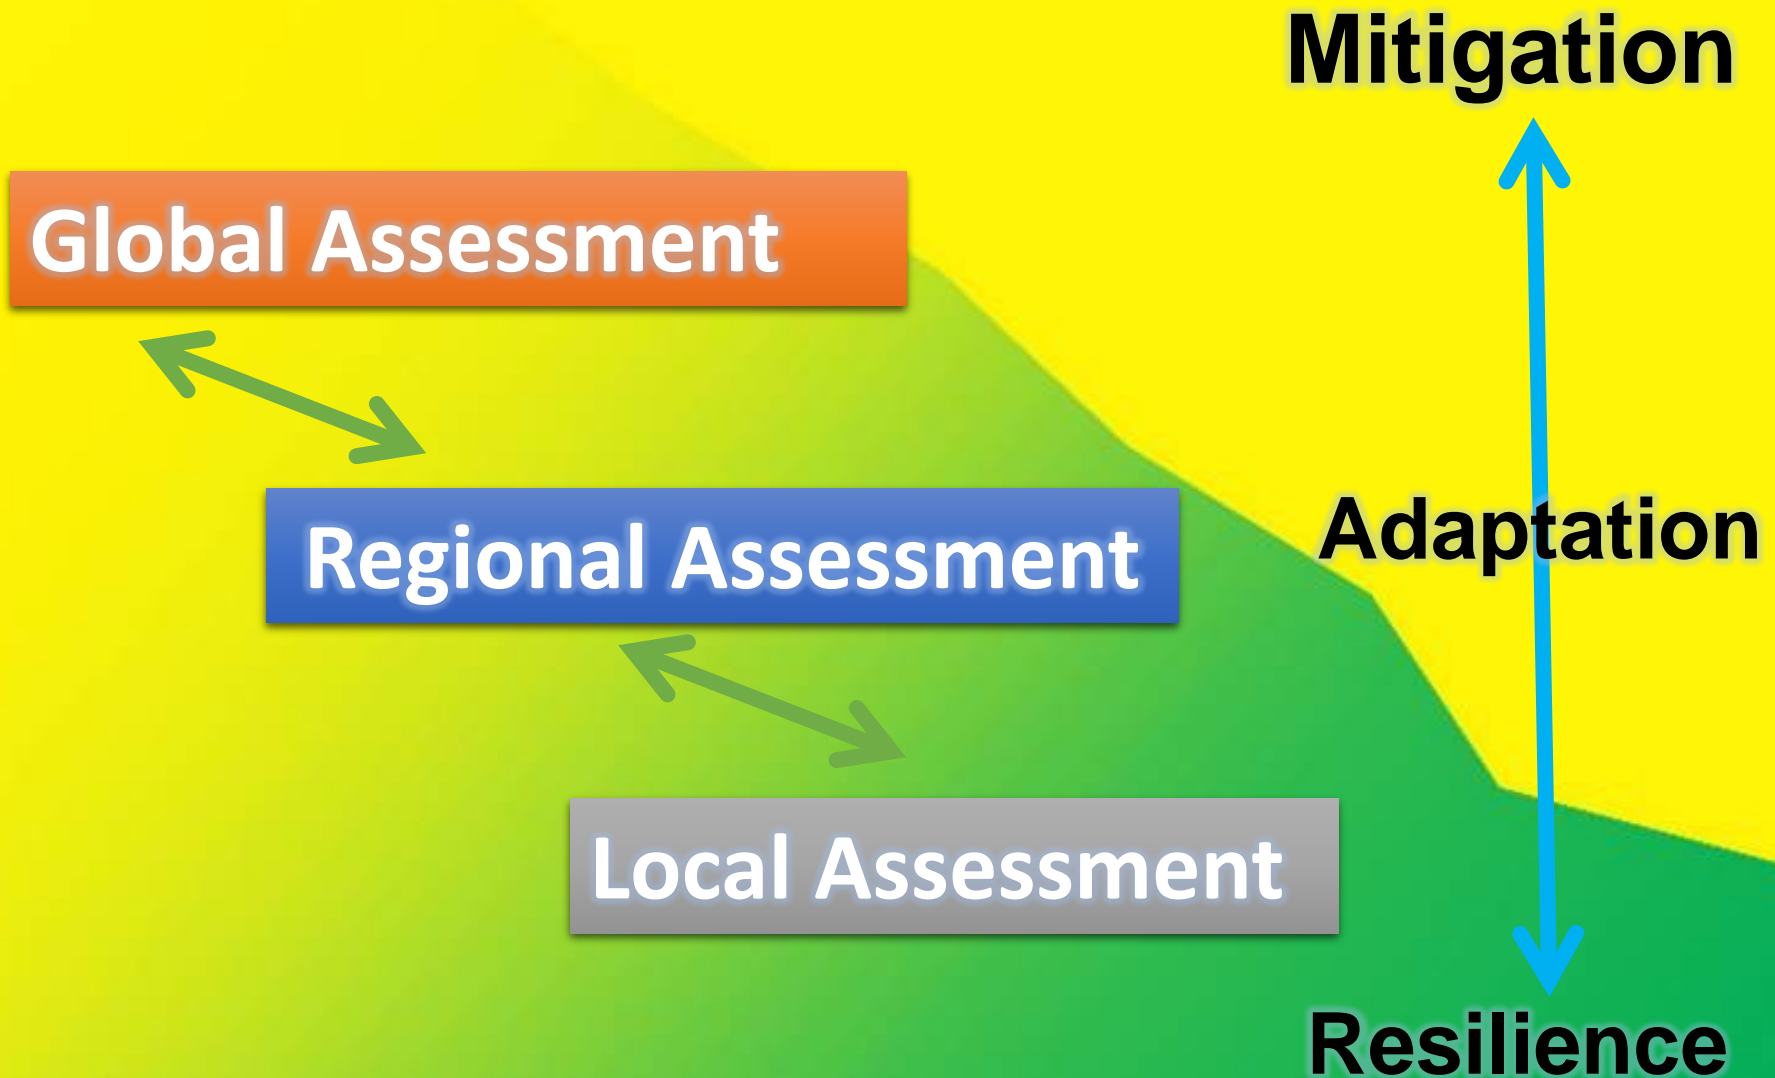 Mitigation
Global Assessment
Regional Assessment
Adaptation
Local Assessment
Resilience